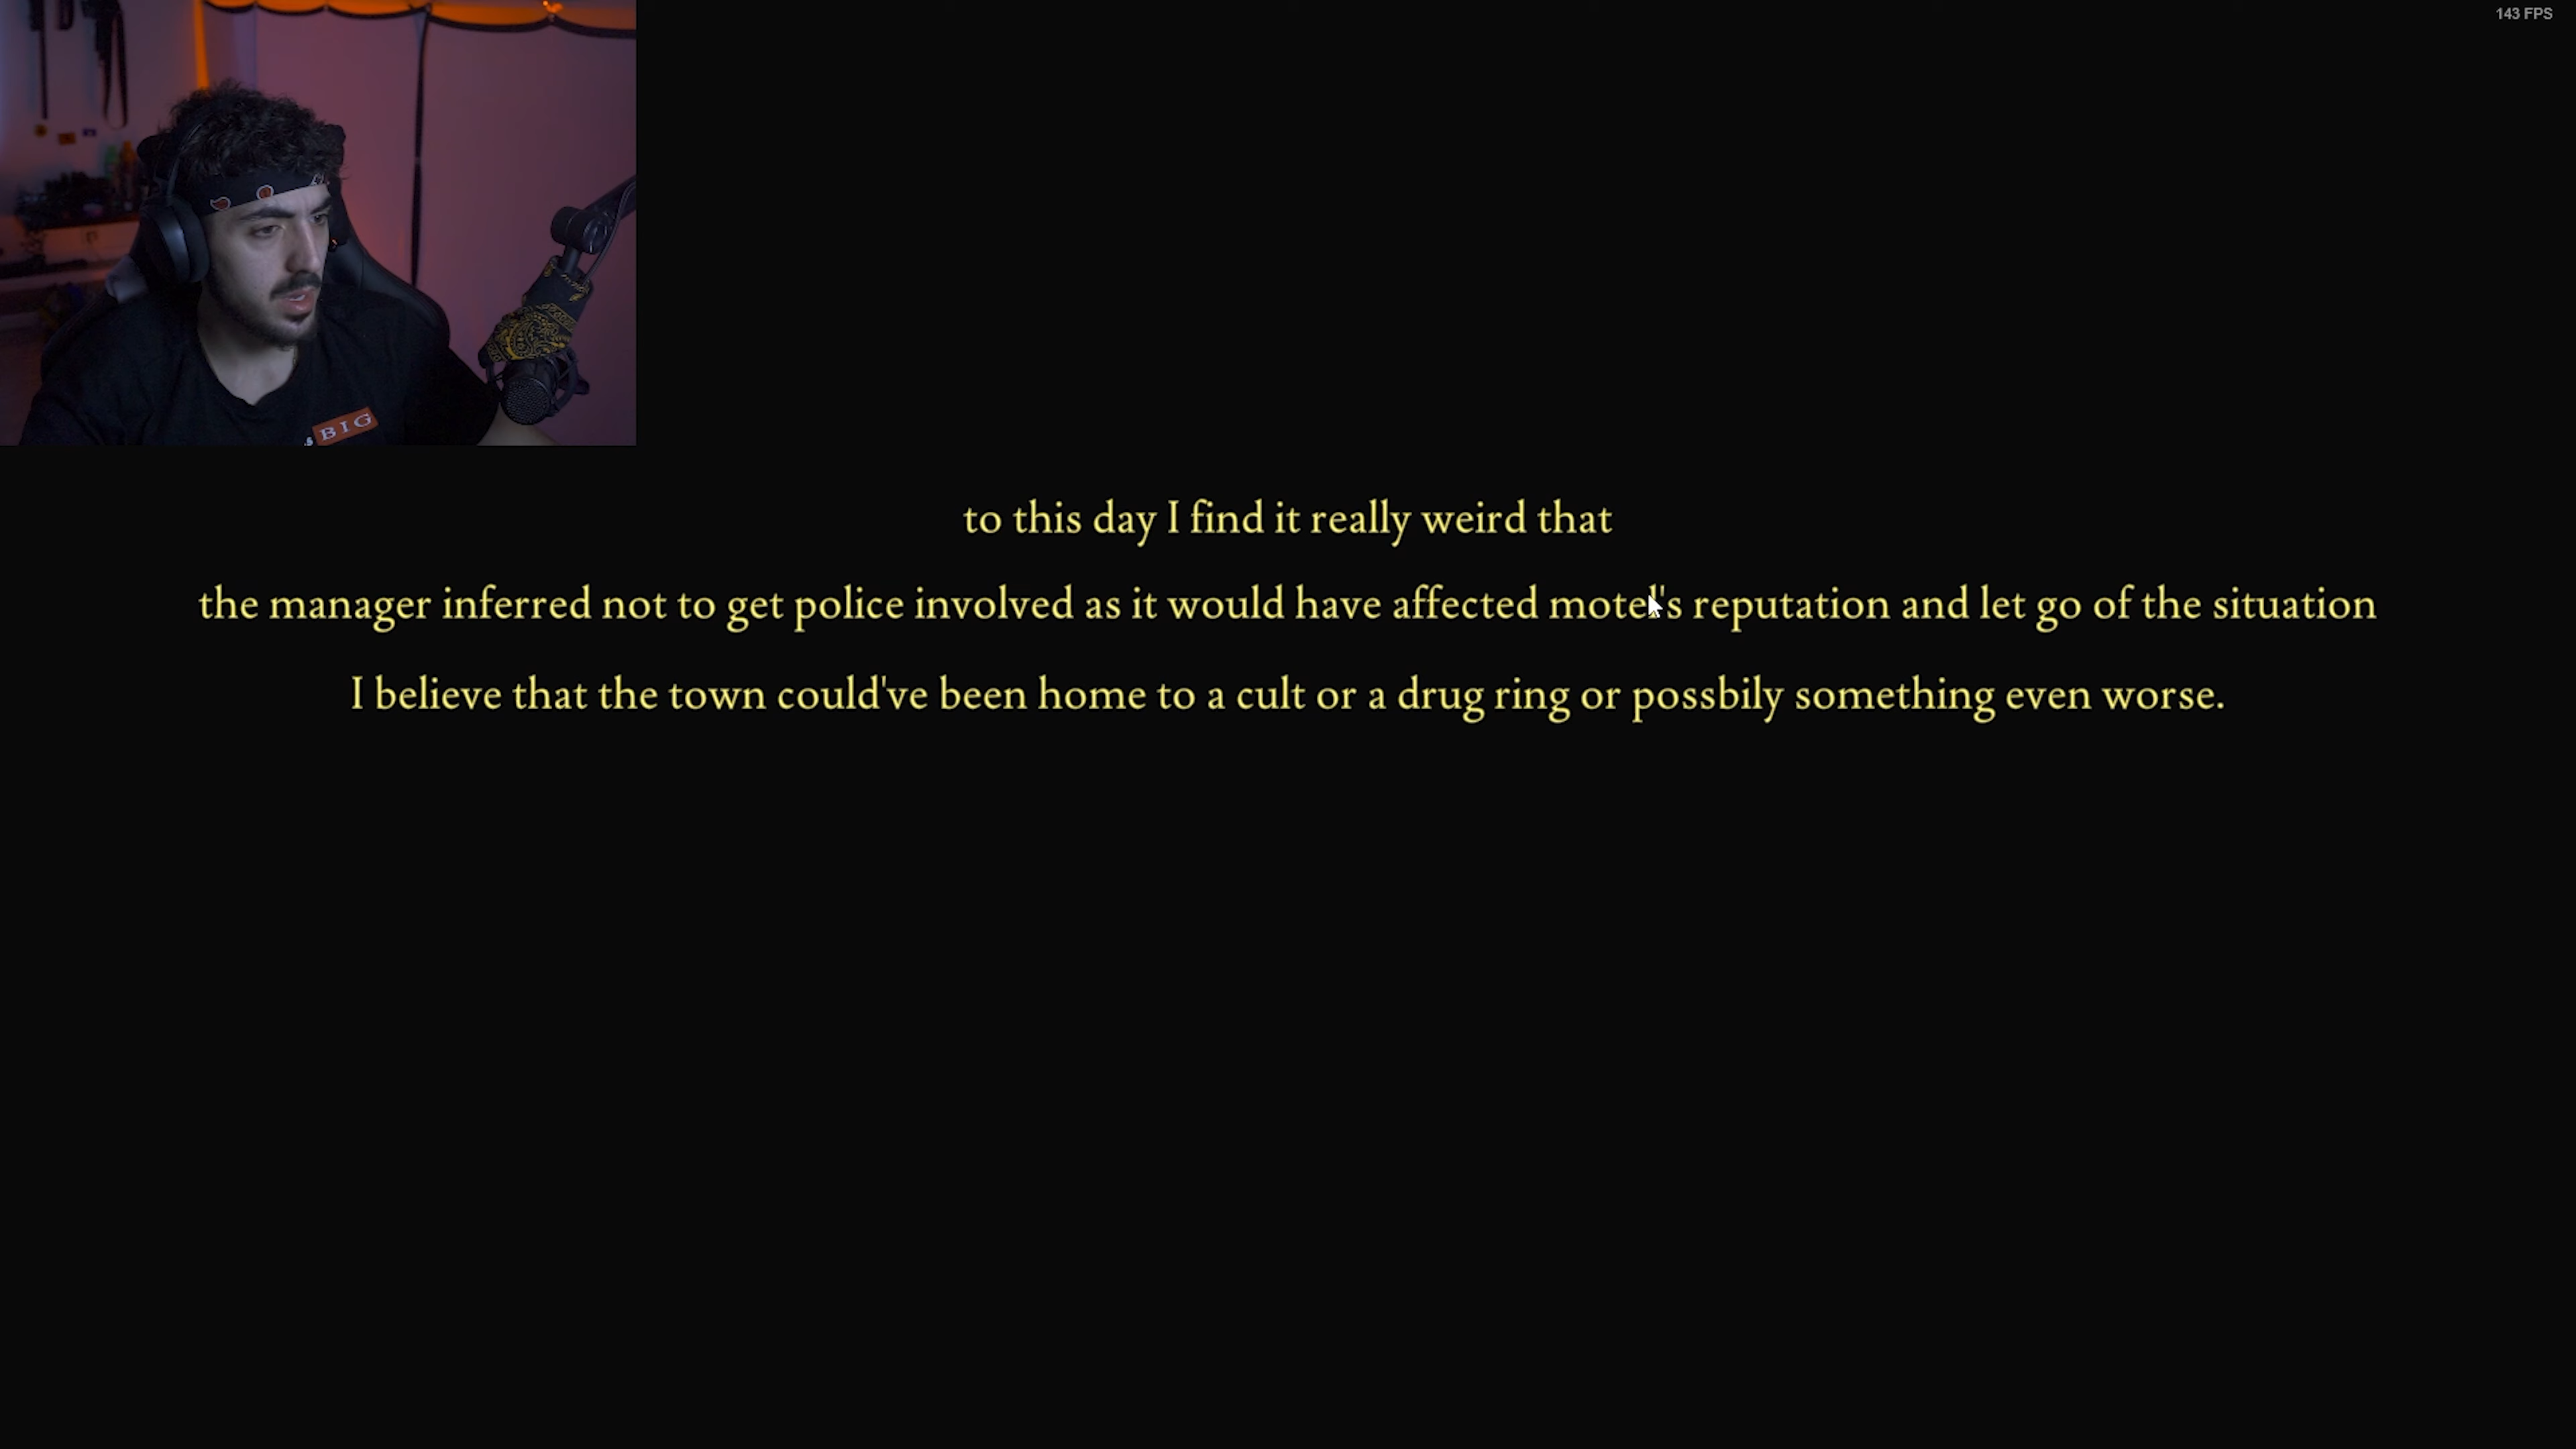 143 FPS
BIG
to this day I find it really weird that
the manager inferred not to get police involved as it would have affected motel's reputation and let go of the situation
I believe that the town could've been home to a cult or a drug ring or possbily something even worse.